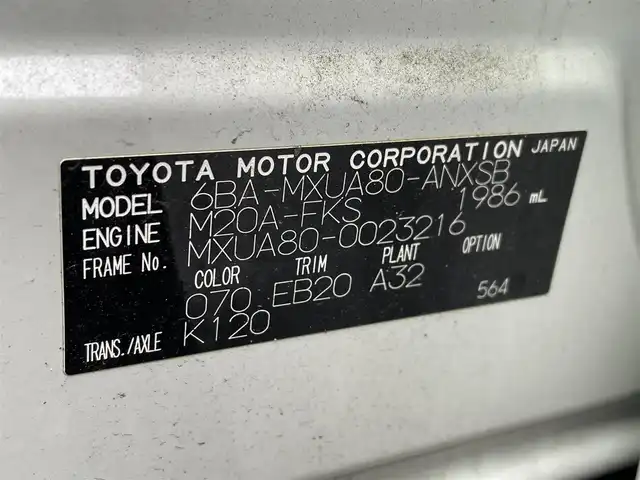 TOYOTA MOTOR CORPORATION JAPAN
MODEL 6BA-MXUA80-ANXSB
ENGINE M20A-FKS 1986 mL
FRAME No. MXUA80-0023216
COLOR TRIM PLANT OPTION
070 EB20 A32 564
TRANS./AXLE K120